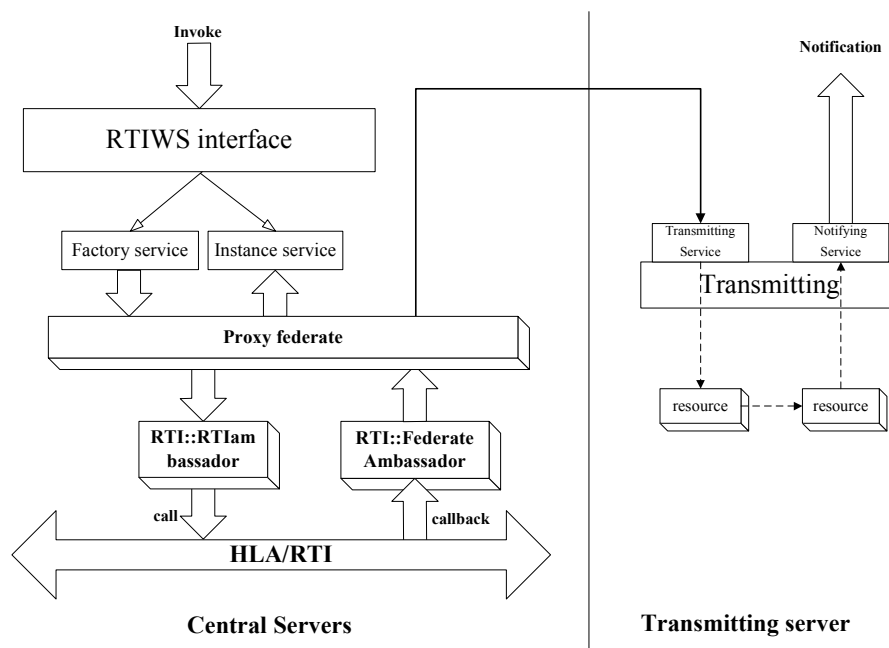 Invoke
Notification
RTIWS interface
Transmitting
Service
Notifying
Service
Factory service
Instance service
Transmitting
Proxy federate
resource
resource
RTI::RTIam
bassador
RTI::Federate
Ambassador
call
callback
HLA/RTI
Central Servers
Transmitting server